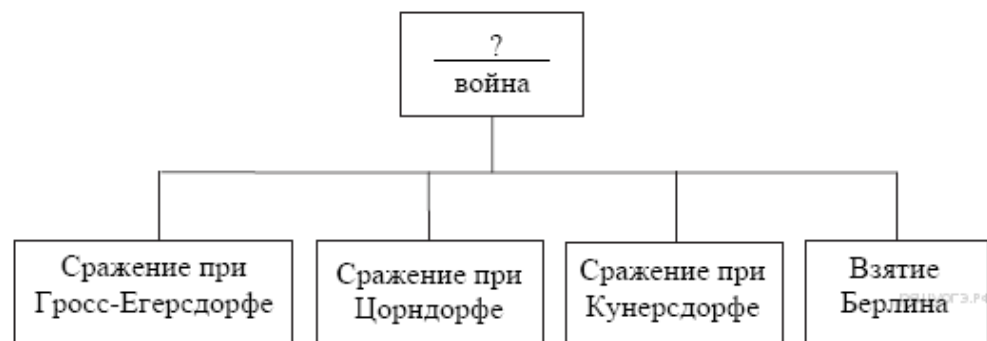 ?
война
Сражение при
Гросс-Егерсдорфе
Сражение при
Цорндорфе
Сражение при
Кунерсдорфе
Взятие
Берлина